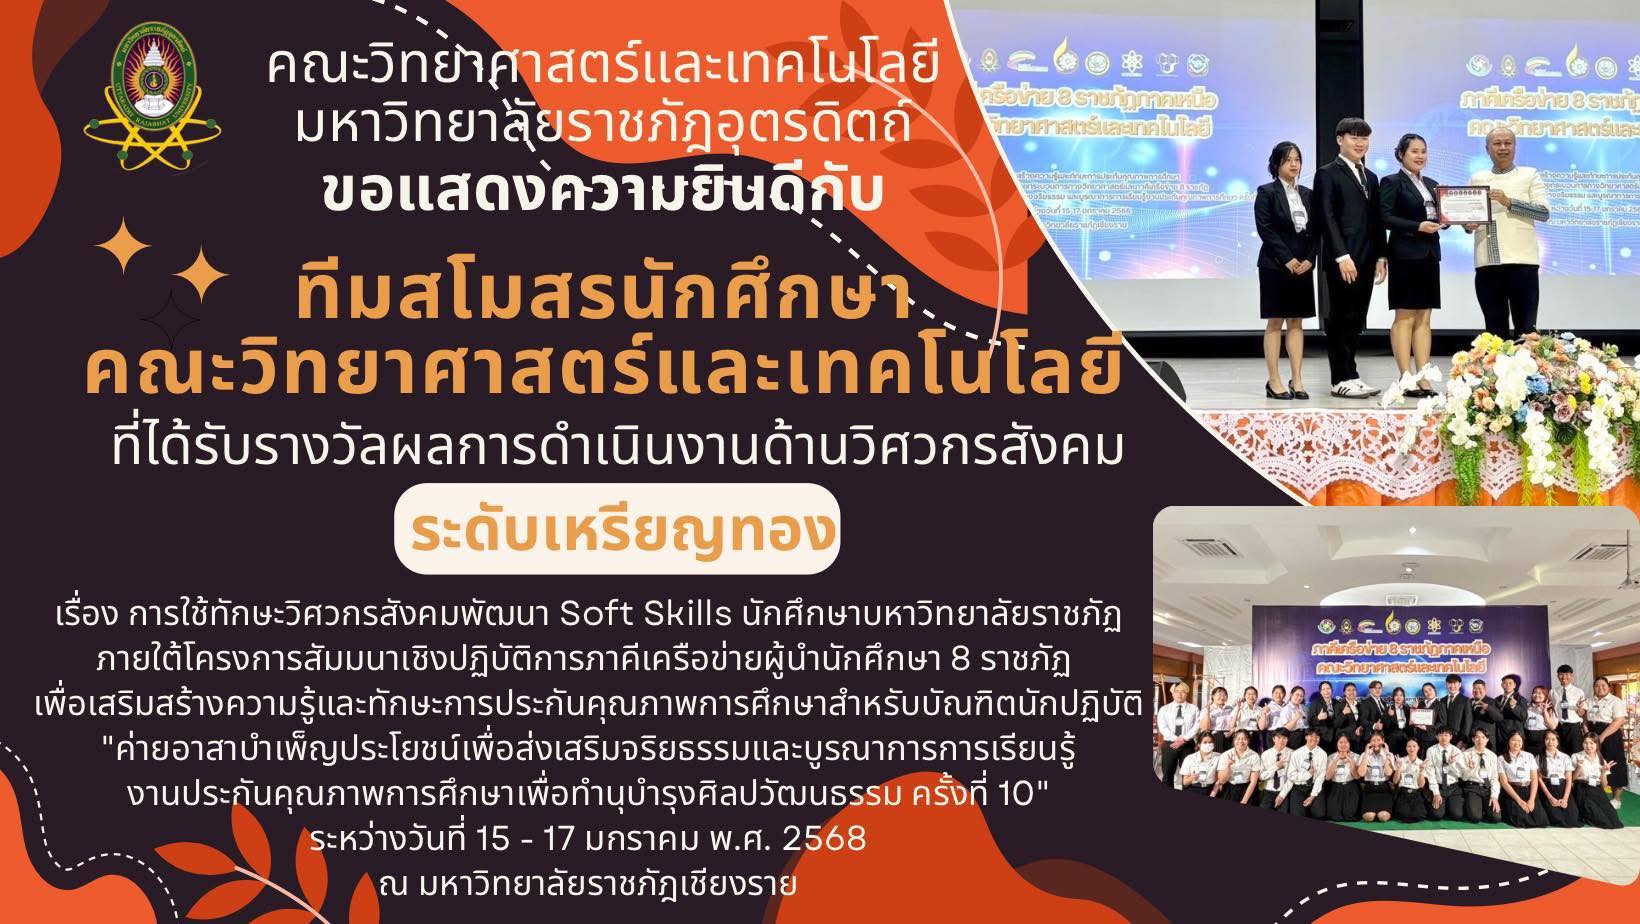 คณะวิทยาศาสตร์และเทคโนโลยี
มหาวิทยาลัยราชภัฏอุตรดิตถ์
ขอแสดงความยินดีกับ
ทีมสโมสรนักศึกษา
คณะวิทยาศาสตร์และเทคโนโลยี
ที่ได้รับรางวัลผลการดำเนินงานด้านวิศวกรสังคม
ระดับเหรียญทอง
เรื่อง การใช้ทักษะวิศวกรสังคมพัฒนา Soft Skills นักศึกษาบหาวิทยาลัยราชภัฏ
ภายใต้โครงการสัมมนาเชิงปฏิบัติการภาคีเครือข่ายผู้นำนักศึกษา 8 ราชภัฏ
เพื่อเสริมสร้างความรู้และทักษะการประกันคุณภาพการศึกษาสำหรับบัณฑิตนักปฏิบัติ
"ค่ายอาสาบำเพ็ญประโยชน์เพื่อส่งเสริมจริยธรรมและบูรณาการการเรียนรู้
งานประกันคุณภาพการศึกษาเพื่อทำนุบำรุงศิลปวัฒนธรรม ครั้งที่ 10"
ระหว่างวันที่ 15 - 17 มกราคม พ.ศ. 2568
ณ มหาวิทยาลัยราชภัฏเชียงราย
ภาคีเครือข่าย 8 ราชภัฏภาคเหนือ
คณะวิทยาศาสตร์และเทคโนโลยี